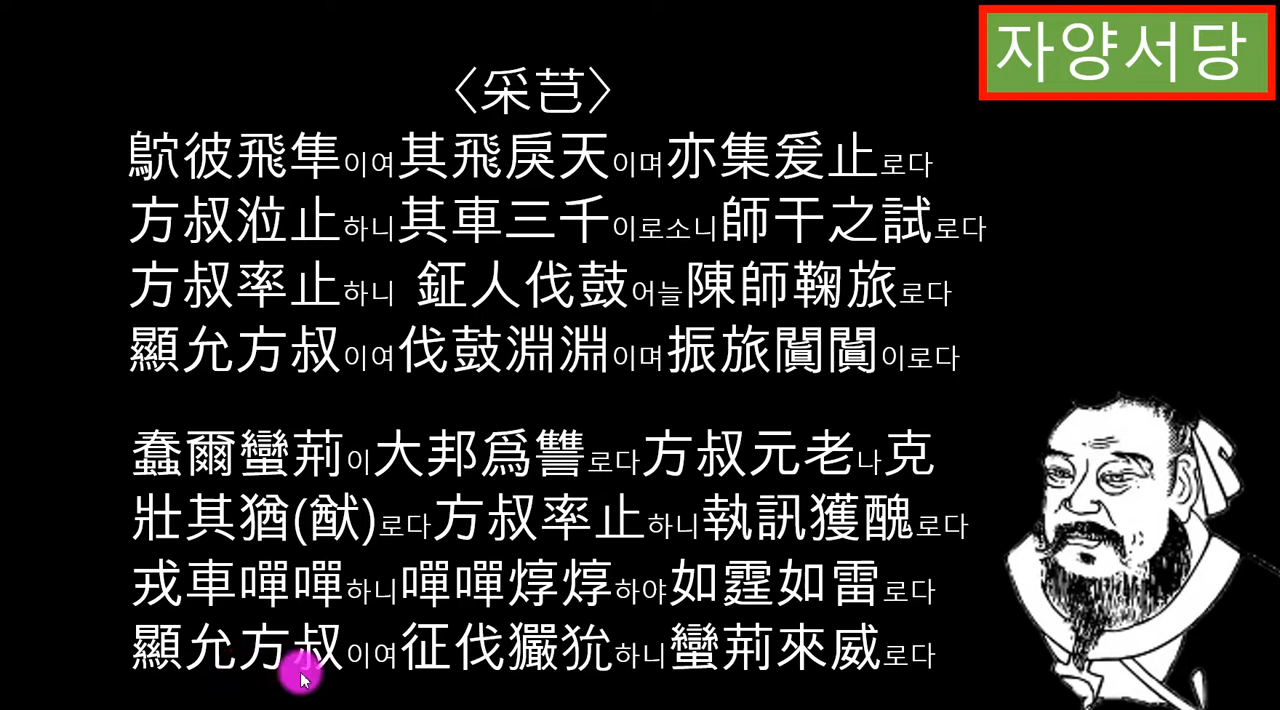 자양서당
〈采芑〉
鴥彼飛隼이여其飛戾天이며亦集爰止로다
方叔涖止하니其車三千이로소니師干之試로다
方叔率止하니 鉦人伐鼓어늘陳師鞠旅로다
顯允方叔이여伐鼓淵淵이며振旅闐闐이로다
蠢爾蠻荊이大邦爲讐로다方叔元老나克
壯其猶(猷)로다方叔率止하니執訊獲醜로다
戎車嘽嘽하니嘽嘽焞焞하야如霆如雷로다
顯允方叔이여征伐玁狁하니蠻荊來威로다